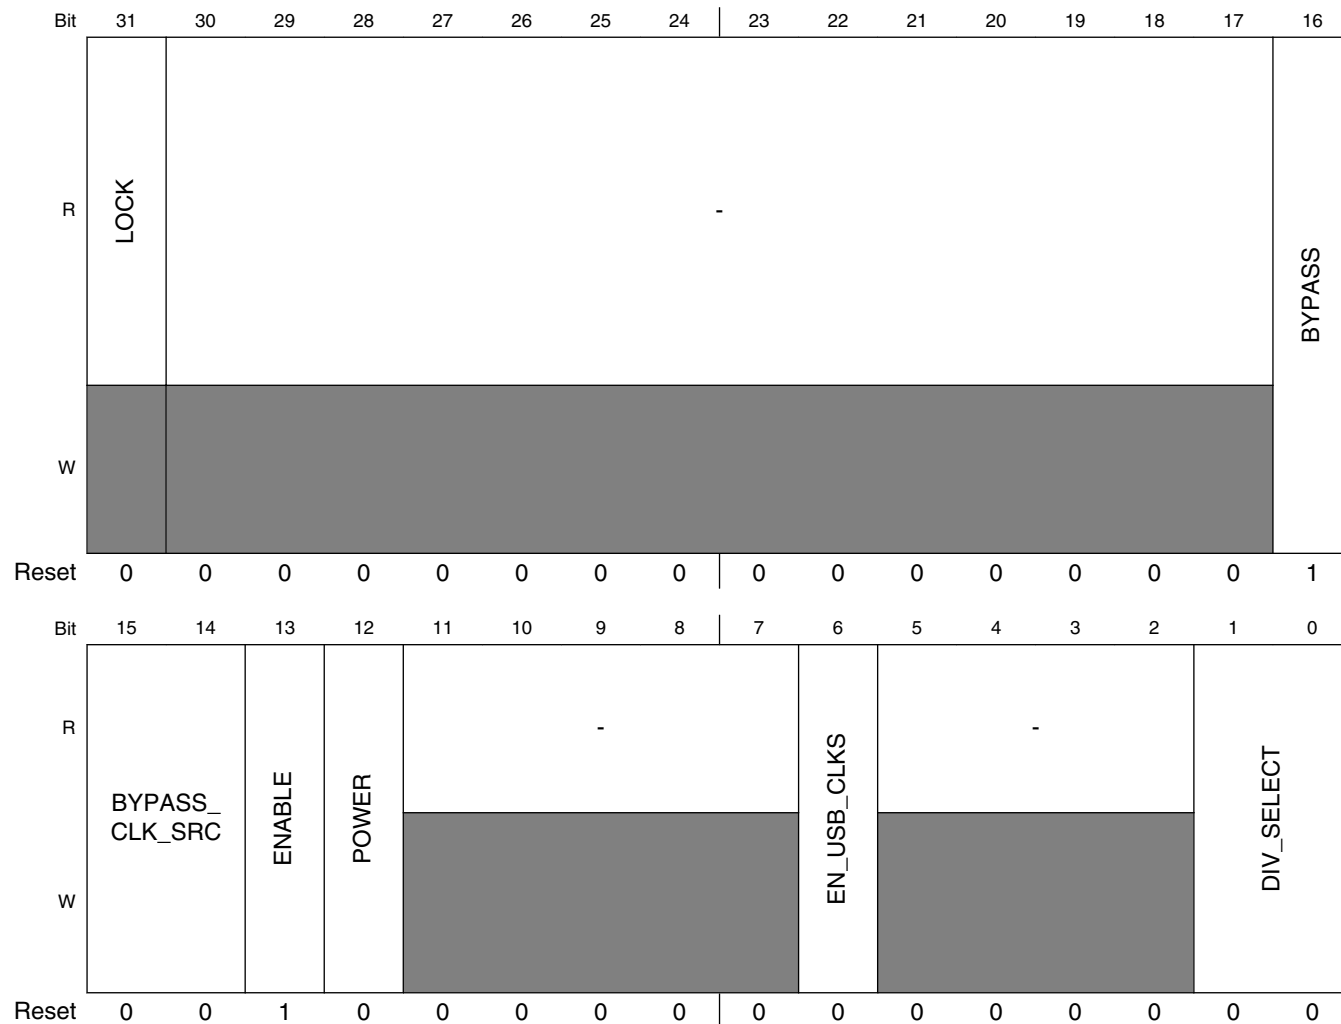 Bit 31 30 29 28 27 26 25 24 23 22 21 20 19 18 17 16
R LOCK - BYPASS
W
Reset 0 0 0 0 0 0 0 0 0 0 0 0 0 0 0 1
Bit 15 14 13 12 11 10 9 8 7 6 5 4 3 2 1 0
R - -
BYPASS_
CLK_SRC
ENABLE
POWER
EN_USB_CLKS
DIV_SELECT
W
Reset 0 0 1 0 0 0 0 0 0 0 0 0 0 0 0 0